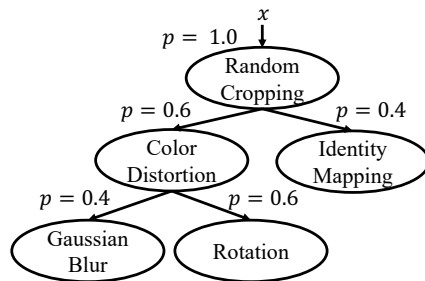 x
p = 1.0
Random
Cropping
p = 0.6
p = 0.4
Color
Distortion
Identity
Mapping
p = 0.4
p = 0.6
Gaussian
Blur
Rotation